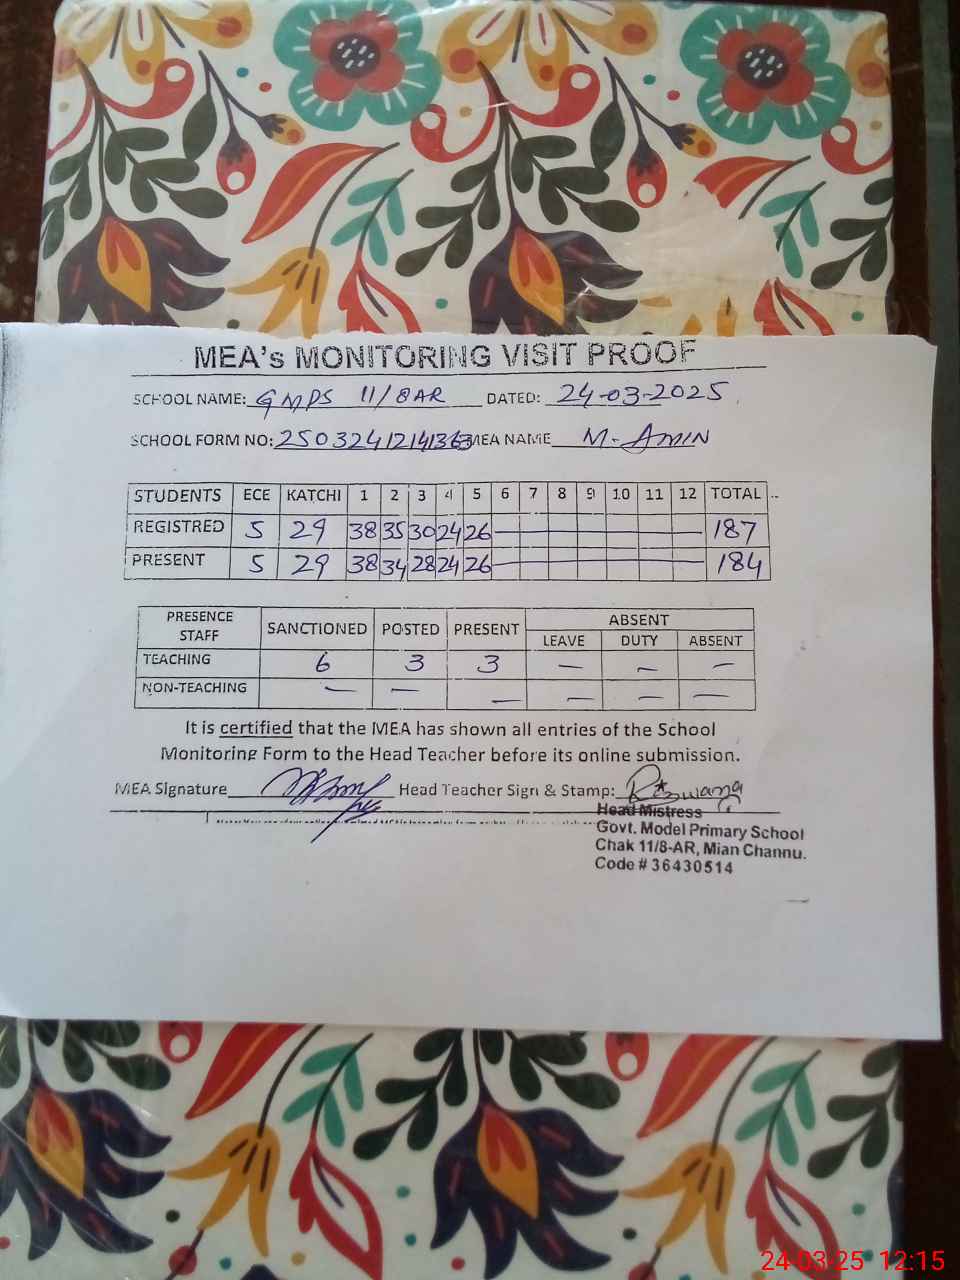 MEA's MONITORING VISIT PROOF
SCHOOL NAME: GMPS 11/8AR DATED: 24-03-2025
SCHOOL FORM NO: 25032412141363 MEA NAME M-AMIN
STUDENTS ECE KATCHI 1 2 3 4 5 6 7 8 9 10 11 12 TOTAL
REGISTRED 5 29 38 35 30 24 26 187
PRESENT 5 29 38 34 28 24 26 184
PRESENCE STAFF SANCTIONED POSTED PRESENT ABSENT
LEAVE DUTY ABSENT
TEACHING 6 3 3 — — —
NON-TEACHING — — — — — —
It is certified that the MEA has shown all entries of the School
Monitoring Form to the Head Teacher before its online submission.
MEA Signature Head Teacher Sign & Stamp: Rizwana
Head Mistress
Govt. Model Primary School
Chak 11/8-AR, Mian Channu.
Code # 36430514
24-03-25 12:15